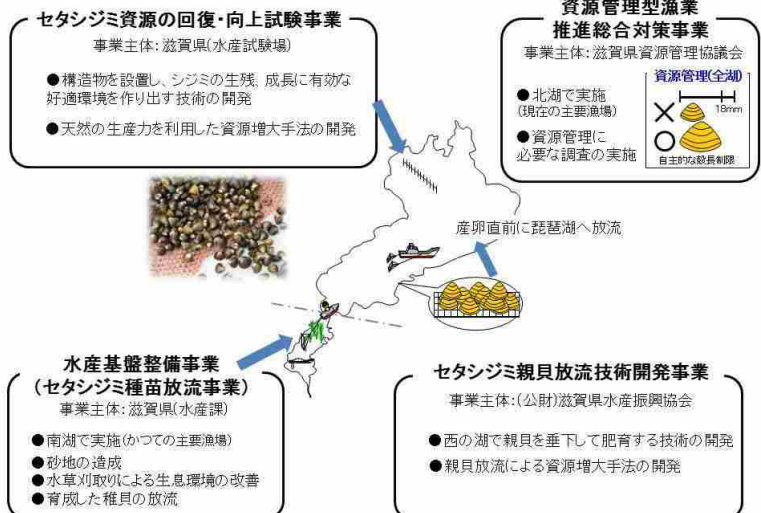 セタシジミ資源の回復・向上試験事業
事業主体：滋賀県(水産試験場)
●構造物を設置し、シジミの生残、成長に有効な
好適環境を作り出す技術の開発
●天然の生産力を利用した資源増大手法の開発
資源管理型漁業
推進総合対策事業
事業主体：滋賀県資源管理協議会
●北湖で実施
(現在の主要漁場)
●資源管理に
必要な調査の実施
資源管理(全湖)
18mm
自主的な殻長制限
産卵直前に琵琶湖へ放流
水産基盤整備事業
(セタシジミ種苗放流事業)
事業主体：滋賀県(水産課)
●南湖で実施(かつての主要漁場)
●砂地の造成
●水草刈取りによる生息環境の改善
●育成した稚貝の放流
セタシジミ親貝放流技術開発事業
事業主体：(公財)滋賀県水産振興協会
●西の湖で親貝を垂下して肥育する技術の開発
●親貝放流による資源増大手法の開発